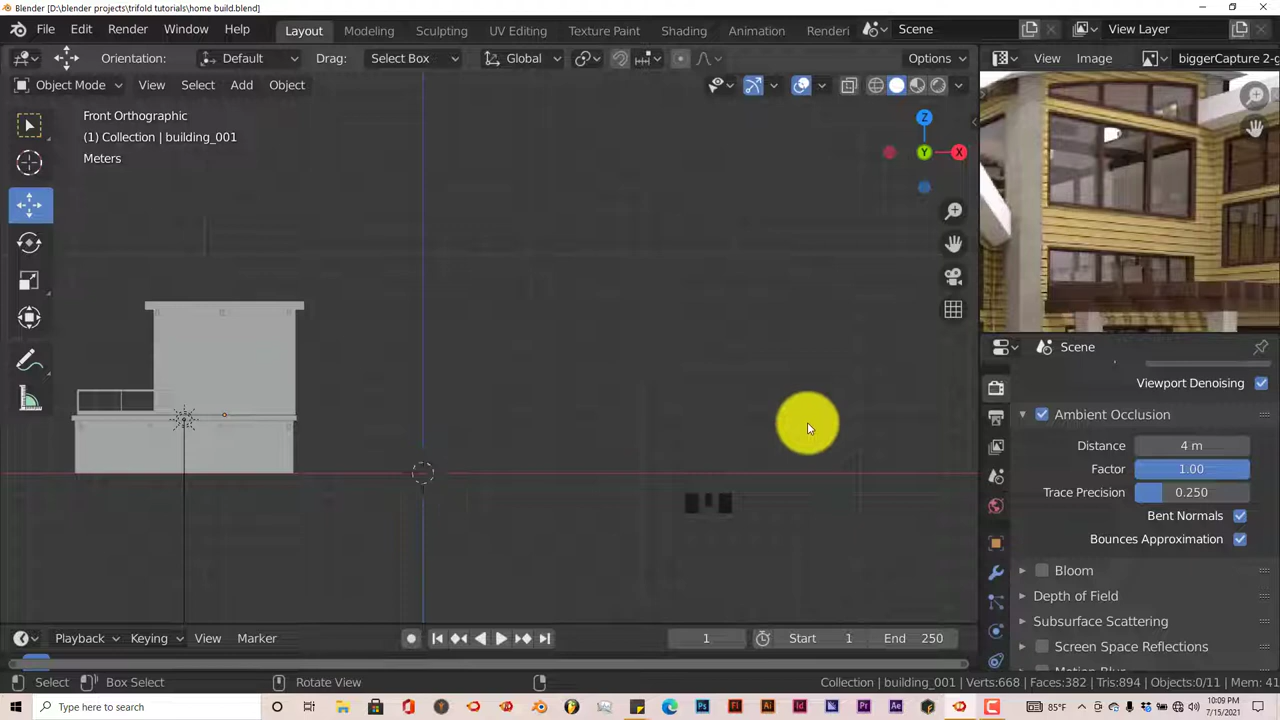 Blender [D:\blender projects\trifold tutorials\home build.blend]
File Edit Render Window Help Layout Modeling Sculpting UV Editing Texture Paint Shading Animation Renderi Scene View Layer
Orientation: Default Drag: Select Box Global Options View Image biggerCapture 2-g
Object Mode View Select Add Object
Front Orthographic
(1) Collection | building_001
Meters
Z
Y X
Scene
Viewport Denoising
Ambient Occlusion
Distance 4 m
Factor 1.00
Trace Precision 0.250
Bent Normals
Bounces Approximation
Bloom
Depth of Field
Subsurface Scattering
Screen Space Reflections
Motion Blur
Playback Keying View Marker 1 Start 1 End 250
Select Box Select Rotate View Collection | building_001 Verts:668 | Faces:382 | Tris:894 | Objects:0/11 | Mem: 41
Type here to search 85°F 10:09 PM
7/15/2021